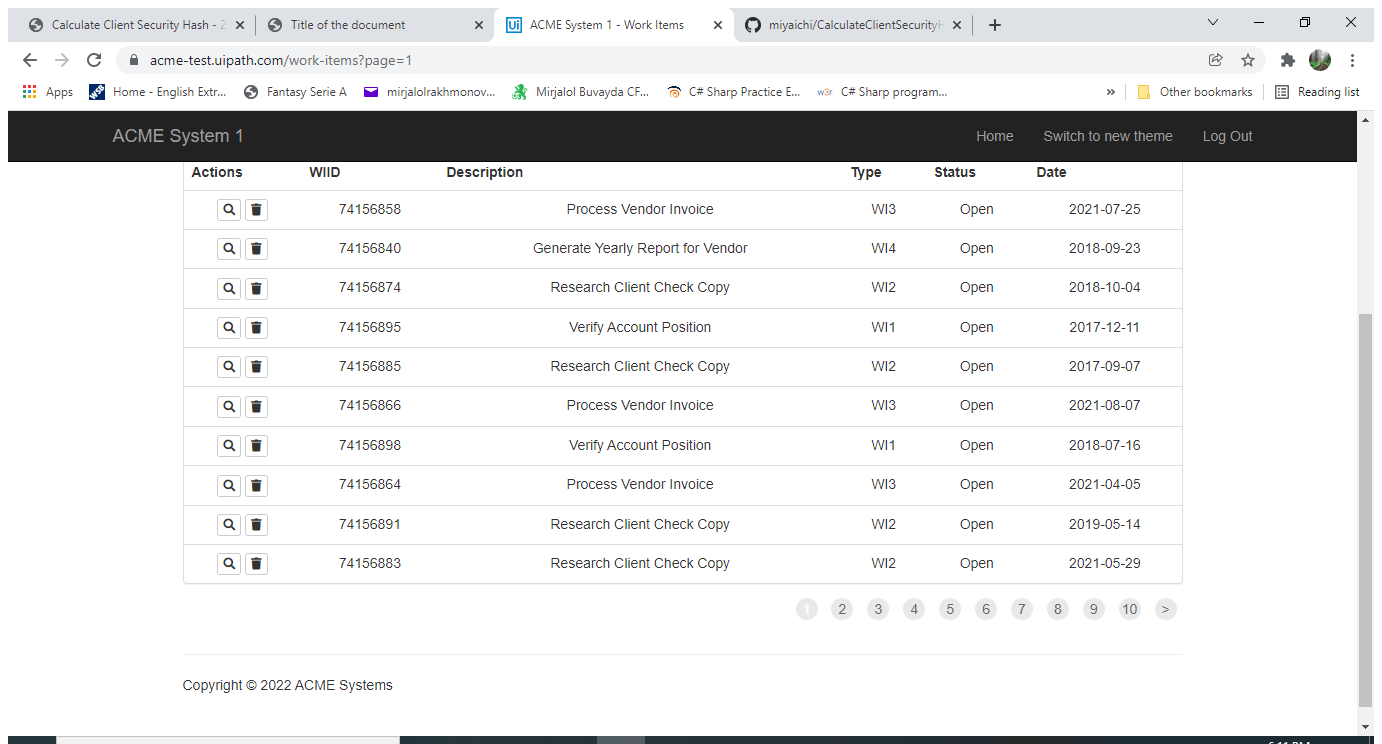 Calculate Client Security Hash - 2 Title of the document Ui ACME System 1 - Work Items miyaichi/CalculateClientSecurityH
acme-test.uipath.com/work-items?page=1
Apps WEB Home - English Extr... Fantasy Serie A mirjalolrakhmonov... Mirjalol Buvayda CF... C# Sharp Practice E... w3r C# Sharp program... » Other bookmarks Reading list
ACME System 1 Home Switch to new theme Log Out
Actions WIID Description Type Status Date
74156858 Process Vendor Invoice WI3 Open 2021-07-25
74156840 Generate Yearly Report for Vendor WI4 Open 2018-09-23
74156874 Research Client Check Copy WI2 Open 2018-10-04
74156895 Verify Account Position WI1 Open 2017-12-11
74156885 Research Client Check Copy WI2 Open 2017-09-07
74156866 Process Vendor Invoice WI3 Open 2021-08-07
74156898 Verify Account Position WI1 Open 2018-07-16
74156864 Process Vendor Invoice WI3 Open 2021-04-05
74156891 Research Client Check Copy WI2 Open 2019-05-14
74156883 Research Client Check Copy WI2 Open 2021-05-29
1 2 3 4 5 6 7 8 9 10 >
Copyright © 2022 ACME Systems